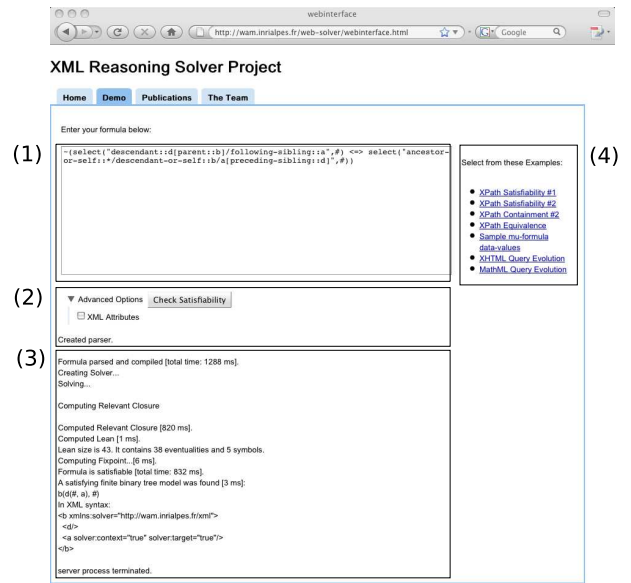 webinterface
http://wam.inrialpes.fr/web-solver/webinterface.html
Google
XML Reasoning Solver Project
Home Demo Publications The Team
Enter your formula below:
(1)
~(select("descendant::d[parent::b]/following-sibling::a",#) <=> select("ancestor-
or-self::*/descendant-or-self::b/a[preceding-sibling::d]",#))
(4)
Select from these Examples:
XPath Satisfiability #1
XPath Satisfiability #2
XPath Containment #2
XPath Equivalence
Sample mu-formula
data-values
XHTML Query Evolution
MathML Query Evolution
(2)
Advanced Options Check Satisfiability
XML Attributes
Created parser.
(3)
Formula parsed and compiled [total time: 1288 ms].
Creating Solver...
Solving...
Computing Relevant Closure
Computed Relevant Closure [820 ms].
Computed Lean [1 ms].
Lean size is 43. It contains 38 eventualities and 5 symbols.
Computing Fixpoint...[6 ms].
Formula is satisfiable [total time: 832 ms].
A satisfying finite binary tree model was found [3 ms]:
b(d(#, a), #)
In XML syntax:
<b xmlns:solver="http://wam.inrialpes.fr/xml">
<d/>
<a solver:context="true" solver:target="true"/>
</b>
server process terminated.